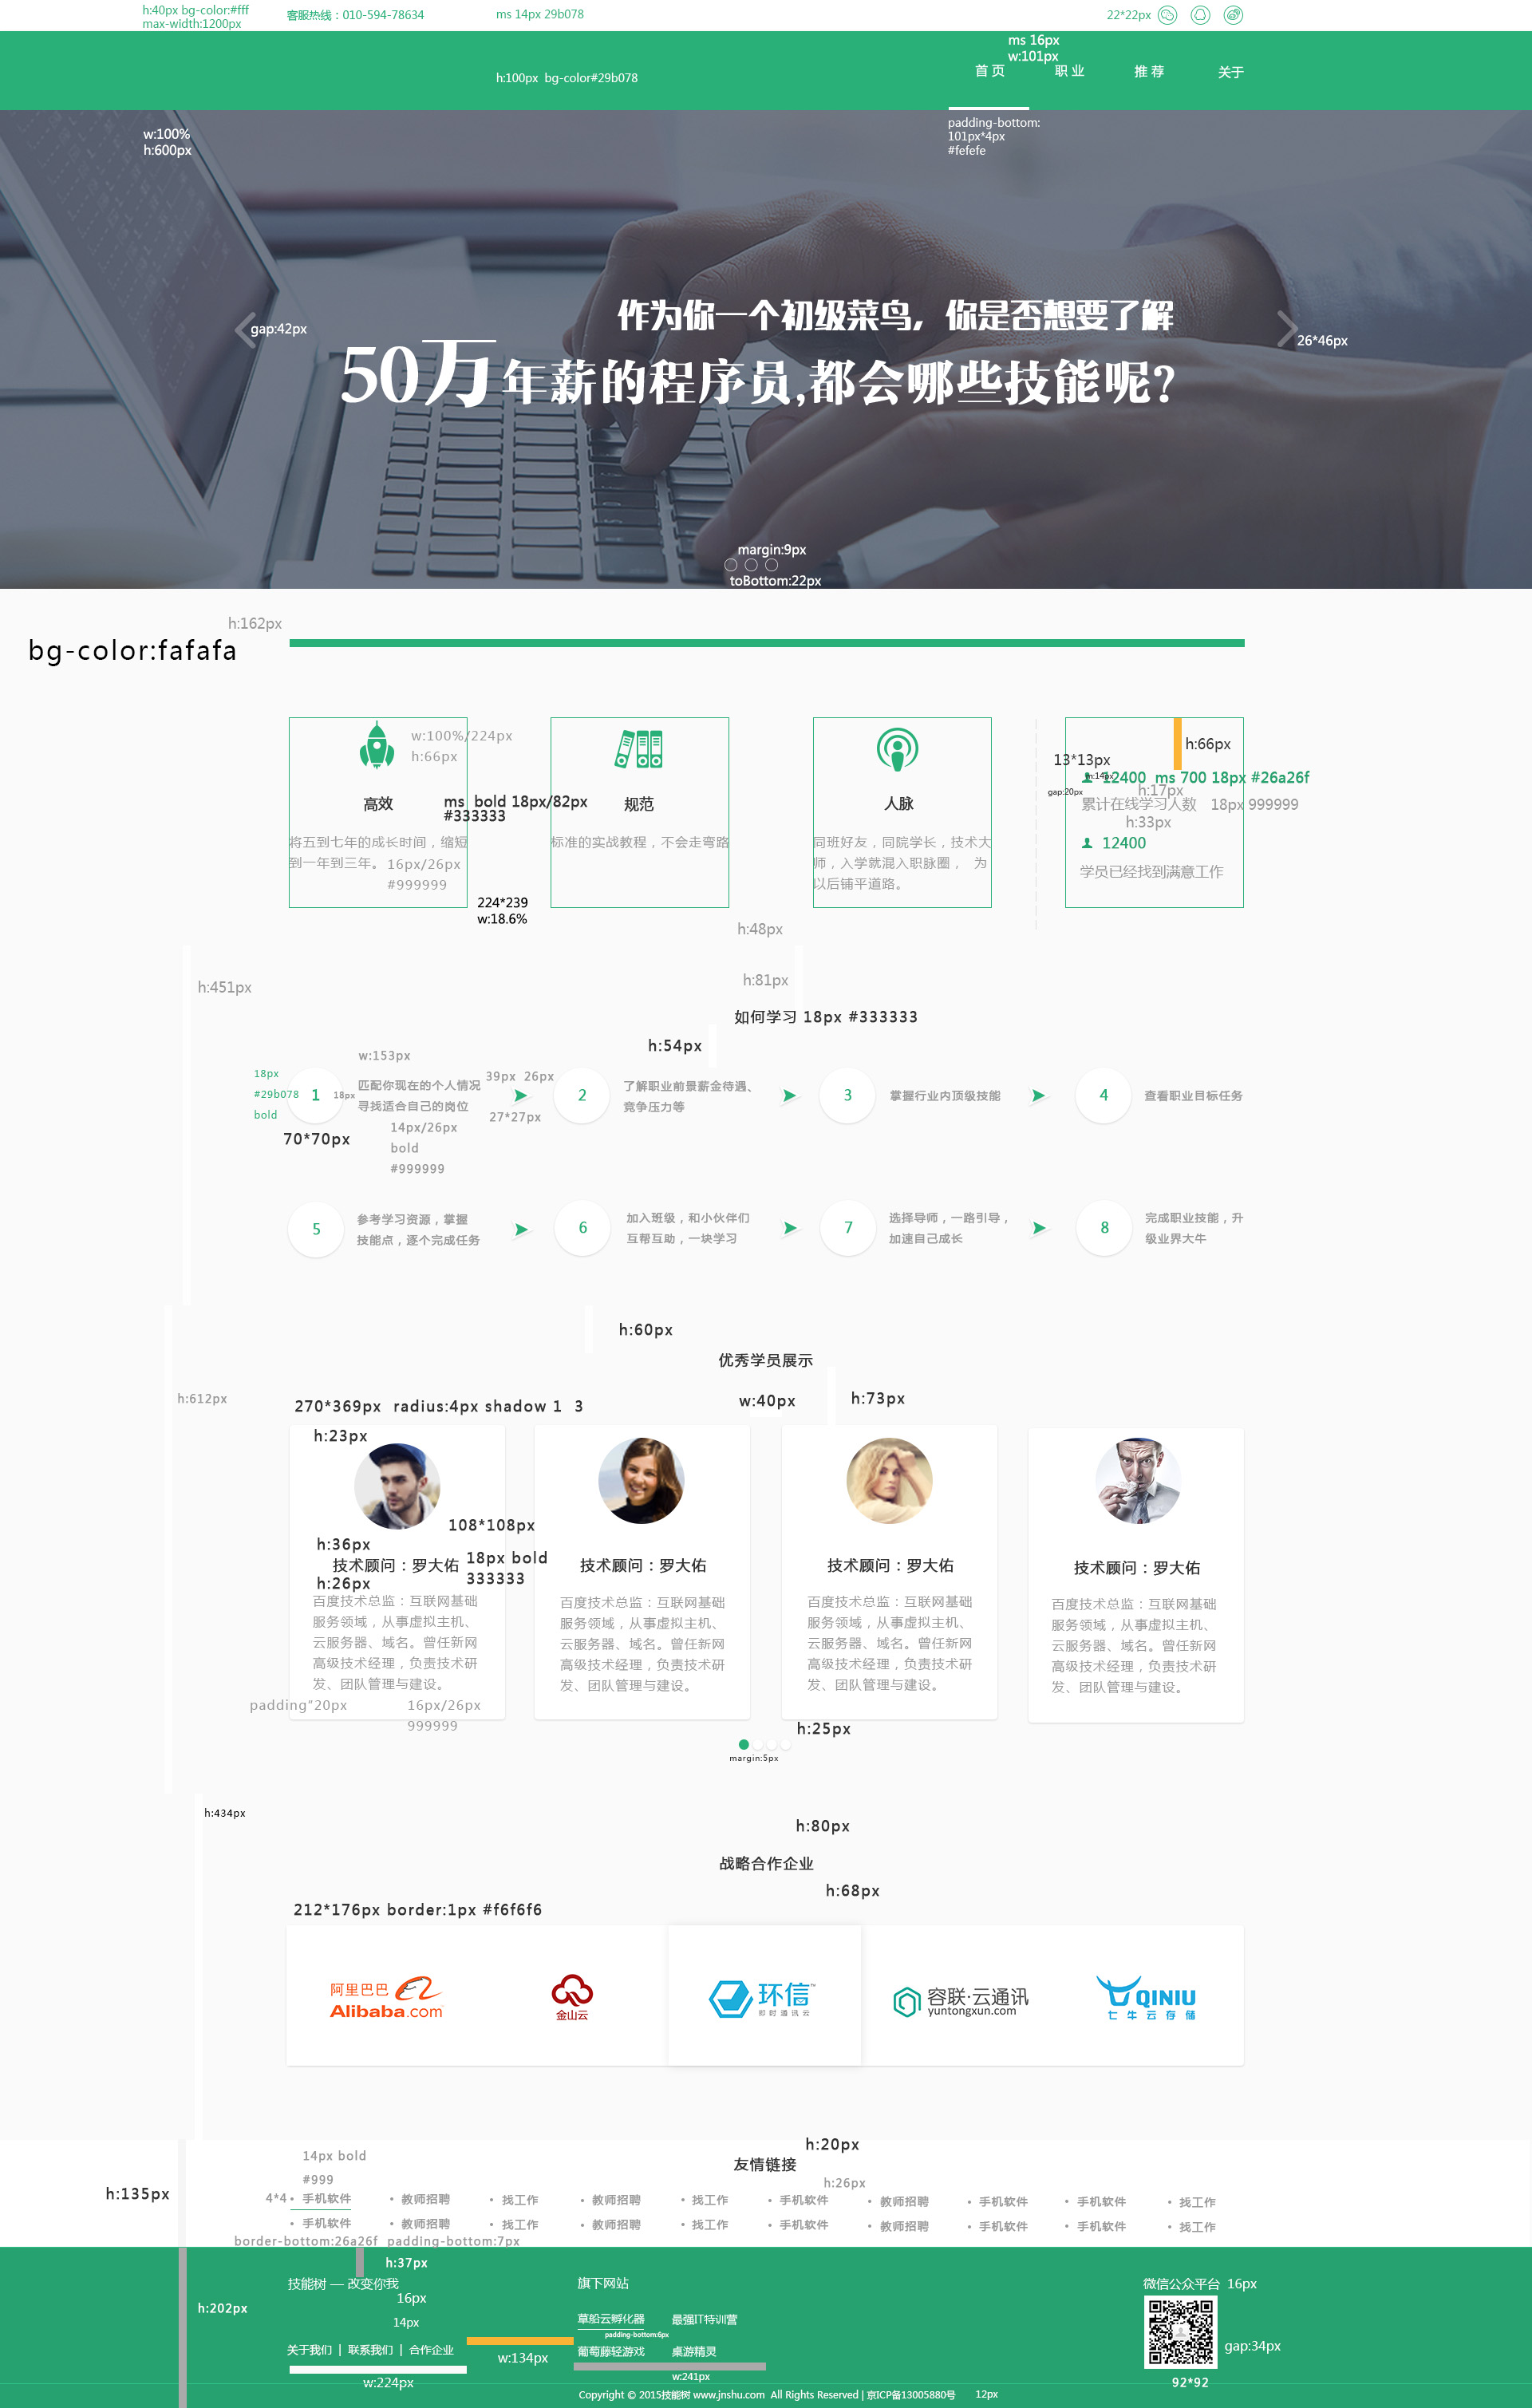 h:40px bg-color:#fff
max-width:1200px
客服热线：010-594-78634
ms 14px 29b078
22*22px
ms 16px
w:101px
首 页
职 业
推 荐
关于
h:100px bg-color#29b078
padding-bottom:
101px*4px
#fefefe
w:100%
h:600px
作为你一个初级菜鸟，你是否想要了解
50万年薪的程序员,都会哪些技能呢?
gap:42px
26*46px
margin:9px
toBottom:22px
h:162px
bg-color:fafafa
w:100%/224px
h:66px
高效
ms bold 18px/82px
#333333
将五到七年的成长时间，缩短
到一年到三年。
16px/26px
#999999
224*239
w:18.6%
规范
标准的实战教程，不会走弯路
人脉
同班好友，同院学长，技术大
师，入学就混入职脉圈， 为
以后铺平道路。
h:66px
13*13px
12400 ms 700 18px #26a26f
gap:20px
h:17px
累计在线学习人数 18px 999999
h:33px
12400
学员已经找到满意工作
h:48px
h:451px
h:81px
如何学习 18px #333333
h:54px
w:153px
18px
#29b078
bold
1
18px
匹配你现在的个人情况
寻找适合自己的岗位
39px 26px
27*27px
14px/26px
bold
#999999
70*70px
2
了解职业前景薪金待遇、
竞争压力等
3
掌握行业内顶级技能
4
查看职业目标任务
5
参考学习资源，掌握
技能点，逐个完成任务
6
加入班级，和小伙伴们
互帮互助，一块学习
7
选择导师，一路引导，
加速自己成长
8
完成职业技能，升
级业界大牛
h:60px
优秀学员展示
h:612px
w:40px
h:73px
270*369px radius:4px shadow 1 3
h:23px
108*108px
h:36px
18px bold
333333
技术顾问：罗大佑
h:26px
百度技术总监：互联网基础
服务领域，从事虚拟主机、
云服务器、域名。曾任新网
高级技术经理，负责技术研
发、团队管理与建设。
padding"20px
16px/26px
999999
技术顾问：罗大佑
百度技术总监：互联网基础
服务领域，从事虚拟主机、
云服务器、域名。曾任新网
高级技术经理，负责技术研
发、团队管理与建设。
技术顾问：罗大佑
百度技术总监：互联网基础
服务领域，从事虚拟主机、
云服务器、域名。曾任新网
高级技术经理，负责技术研
发、团队管理与建设。
技术顾问：罗大佑
百度技术总监：互联网基础
服务领域，从事虚拟主机、
云服务器、域名。曾任新网
高级技术经理，负责技术研
发、团队管理与建设。
h:25px
margin:5px
h:434px
h:80px
战略合作企业
h:68px
212*176px border:1px #f6f6f6
阿里巴巴
Alibaba.com
金山云
环信™
即时通讯云
容联·云通讯
yuntongxun.com
QINIU
七牛云存储
h:20px
14px bold
#999
友情链接
h:26px
h:135px
4*4
• 手机软件 • 教师招聘 • 找工作 • 教师招聘 • 找工作 • 手机软件 • 教师招聘 • 手机软件 • 手机软件 • 找工作
• 手机软件 • 教师招聘 • 找工作 • 教师招聘 • 找工作 • 手机软件 • 教师招聘 • 手机软件 • 手机软件 • 找工作
border-bottom:26a26f padding-bottom:7px
h:37px
技能树 — 改变你我
16px
h:202px
14px
关于我们 | 联系我们 | 合作企业
w:224px
w:134px
旗下网站
草船云孵化器 最强IT特训营
padding-bottom:6px
葡萄藤轻游戏 桌游精灵
w:241px
微信公众平台 16px
gap:34px
92*92
Copyright © 2015技能树 www.jnshu.com All Rights Reserved | 京ICP备13005880号
12px